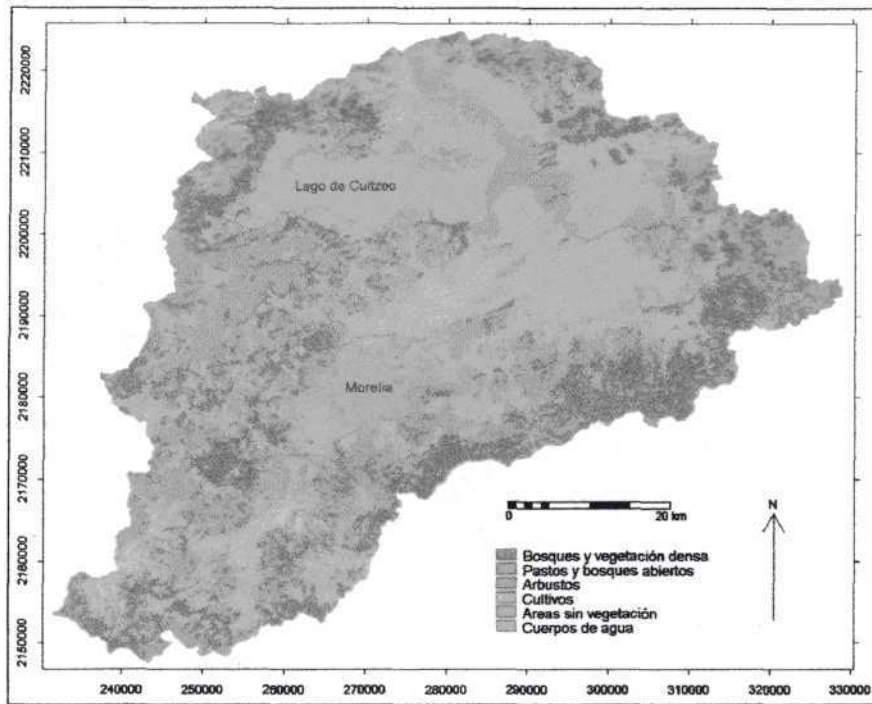 2220000
2210000
2200000
2190000
2180000
2170000
2160000
2150000
Lago de Cuitzeo
Morelia
0 20 km
N
Bosques y vegetación densa
Pastos y bosques abiertos
Arbustos
Cultivos
Areas sin vegetación
Cuerpos de agua
240000 250000 260000 270000 280000 290000 300000 310000 320000 330000